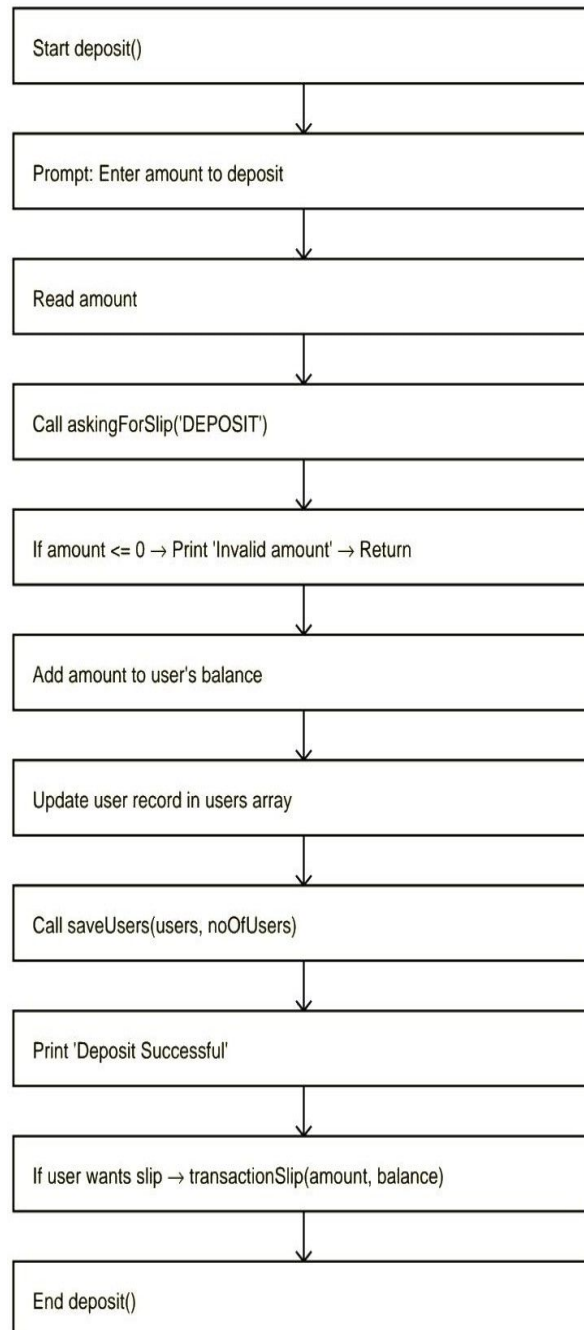 Start deposit()
Prompt: Enter amount to deposit
Read amount
Call askingForSlip('DEPOSIT')
If amount <= 0 → Print 'Invalid amount' → Return
Add amount to user's balance
Update user record in users array
Call saveUsers(users, noOfUsers)
Print 'Deposit Successful'
If user wants slip → transactionSlip(amount, balance)
End deposit()